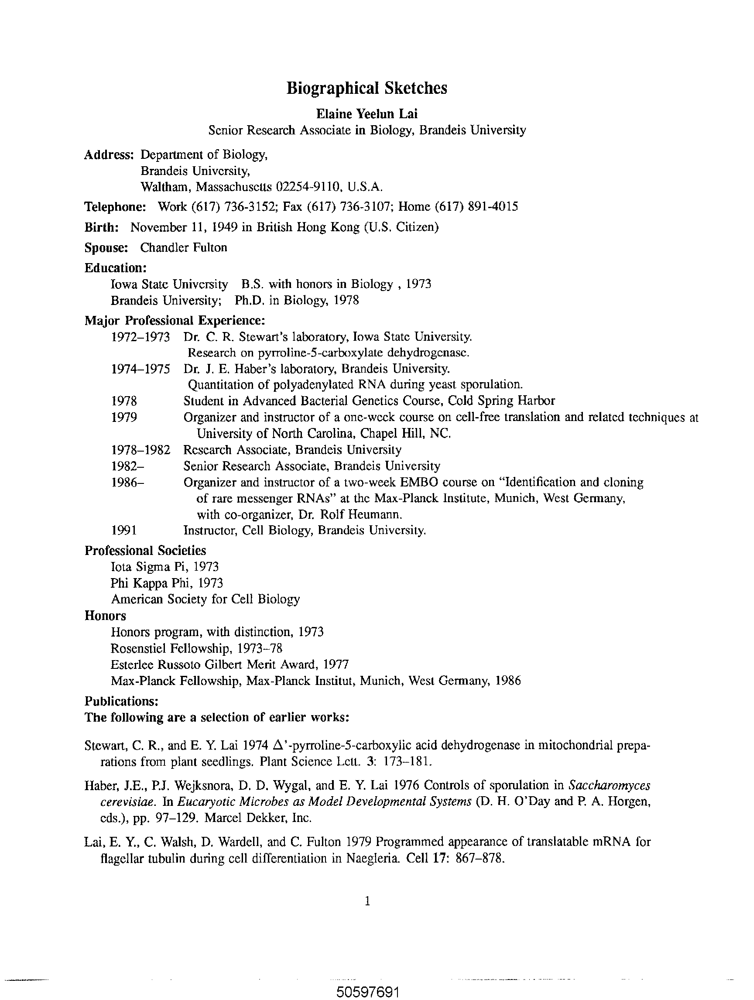 Biographical Sketches
Elaine Yeelun Lai
Senior Research Associate in Biology, Brandeis University
Address: Department of Biology,
Brandeis University,
Waltham, Massachusetts 02254-9110, U.S.A.
Telephone: Work (617) 736-3152; Fax (617) 736-3107; Home (617) 891-4015
Birth: November 11, 1949 in British Hong Kong (U.S. Citizen)
Spouse: Chandler Fulton
Education:
Iowa State University B.S. with honors in Biology , 1973
Brandeis University; Ph.D. in Biology, 1978
Major Professional Experience:
1972–1973 Dr. C. R. Stewart's laboratory, Iowa State University.
Research on pyrroline-5-carboxylate dehydrogenase.
1974–1975 Dr. J. E. Haber's laboratory, Brandeis University.
Quantitation of polyadenylated RNA during yeast sporulation.
1978 Student in Advanced Bacterial Genetics Course, Cold Spring Harbor
1979 Organizer and instructor of a one-week course on cell-free translation and related techniques at
University of North Carolina, Chapel Hill, NC.
1978–1982 Research Associate, Brandeis University
1982– Senior Research Associate, Brandeis University
1986– Organizer and instructor of a two-week EMBO course on “Identification and cloning
of rare messenger RNAs” at the Max-Planck Institute, Munich, West Germany,
with co-organizer, Dr. Rolf Heumann.
1991 Instructor, Cell Biology, Brandeis University.
Professional Societies
Iota Sigma Pi, 1973
Phi Kappa Phi, 1973
American Society for Cell Biology
Honors
Honors program, with distinction, 1973
Rosenstiel Fellowship, 1973–78
Esterlee Russoto Gilbert Merit Award, 1977
Max-Planck Fellowship, Max-Planck Institut, Munich, West Germany, 1986
Publications:
The following are a selection of earlier works:
Stewart, C. R., and E. Y. Lai 1974 Δ'-pyrroline-5-carboxylic acid dehydrogenase in mitochondrial prepa-
rations from plant seedlings. Plant Science Lett. 3: 173–181.
Haber, J.E., P.J. Wejksnora, D. D. Wygal, and E. Y. Lai 1976 Controls of sporulation in Saccharomyces
cerevisiae. In Eucaryotic Microbes as Model Developmental Systems (D. H. O'Day and P. A. Horgen,
eds.), pp. 97–129. Marcel Dekker, Inc.
Lai, E. Y., C. Walsh, D. Wardell, and C. Fulton 1979 Programmed appearance of translatable mRNA for
flagellar tubulin during cell differentiation in Naegleria. Cell 17: 867–878.
1
50597691